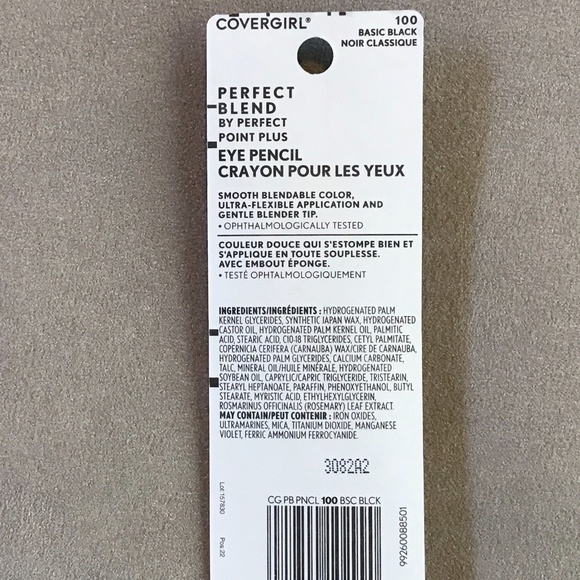 COVERGIRL®
100
BASIC BLACK
NOIR CLASSIQUE
PERFECT
BLEND
BY PERFECT
POINT PLUS
EYE PENCIL
CRAYON POUR LES YEUX
SMOOTH BLENDABLE COLOR,
ULTRA-FLEXIBLE APPLICATION AND
GENTLE BLENDER TIP.
• OPHTHALMOLOGICALLY TESTED
COULEUR DOUCE QUI S'ESTOMPE BIEN ET
S'APPLIQUE EN TOUTE SOUPLESSE.
AVEC EMBOUT ÉPONGE.
• TESTÉ OPHTALMOLOGIQUEMENT
INGREDIENTS/INGRÉDIENTS : HYDROGENATED PALM
KERNEL GLYCERIDES, SYNTHETIC JAPAN WAX, HYDROGENATED
CASTOR OIL, HYDROGENATED PALM KERNEL OIL, PALMITIC
ACID, STEARIC ACID, C10-18 TRIGLYCERIDES, CETYL PALMITATE,
COPERNICIA CERIFERA (CARNAUBA) WAX/CIRE DE CARNAUBA,
HYDROGENATED PALM GLYCERIDES, CALCIUM CARBONATE,
TALC, MINERAL OIL/HUILE MINÉRALE, HYDROGENATED
SOYBEAN OIL, CAPRYLIC/CAPRIC TRIGLYCERIDE, TRISTEARIN,
STEARYL HEPTANOATE, PARAFFIN, PHENOXYETHANOL, BUTYL
STEARATE, MYRISTIC ACID, ETHYLHEXYLGLYCERIN,
ROSMARINUS OFFICINALIS (ROSEMARY) LEAF EXTRACT.
MAY CONTAIN/PEUT CONTENIR : IRON OXIDES,
ULTRAMARINES, MICA, TITANIUM DIOXIDE, MANGANESE
VIOLET, FERRIC AMMONIUM FERROCYANIDE.
3082A2
Lot 157830
Pos 22
CG PB PNCL 100 BSC BLCK
99260088501